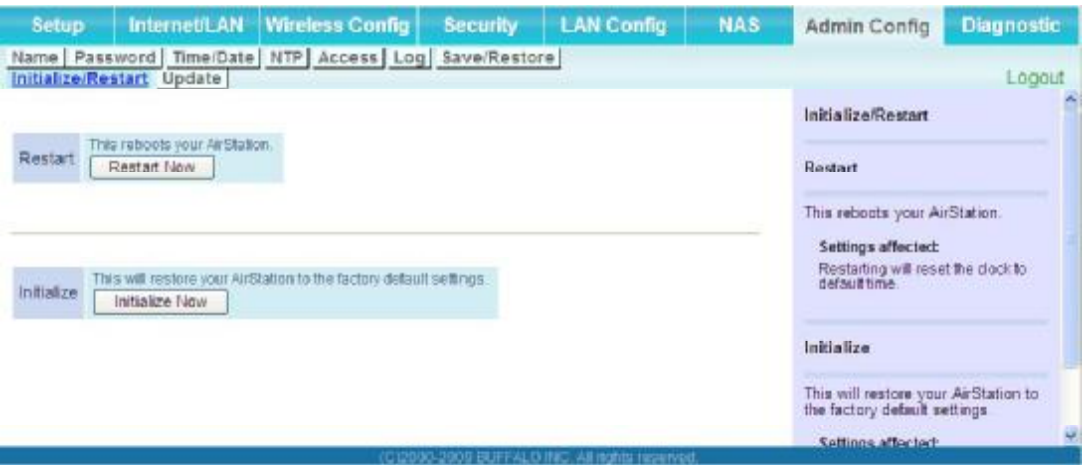 Setup Internet/LAN Wireless Config Security LAN Config NAS Admin Config Diagnostic
Name Password Time/Date NTP Access Log Save/Restore
Initialize/Restart Update
Logout
Restart
This reboots your AirStation.
Restart Now
Initialize
This will restore your AirStation to the factory default settings.
Initialize Now
Initialize/Restart
Restart
This reboots your AirStation.
Settings affected:
Restarting will reset the clock to
default time.
Initialize
This will restore your AirStation to
the factory default settings
Settings affected:
(C)2000-2009 BUFFALO INC. All rights reserved.